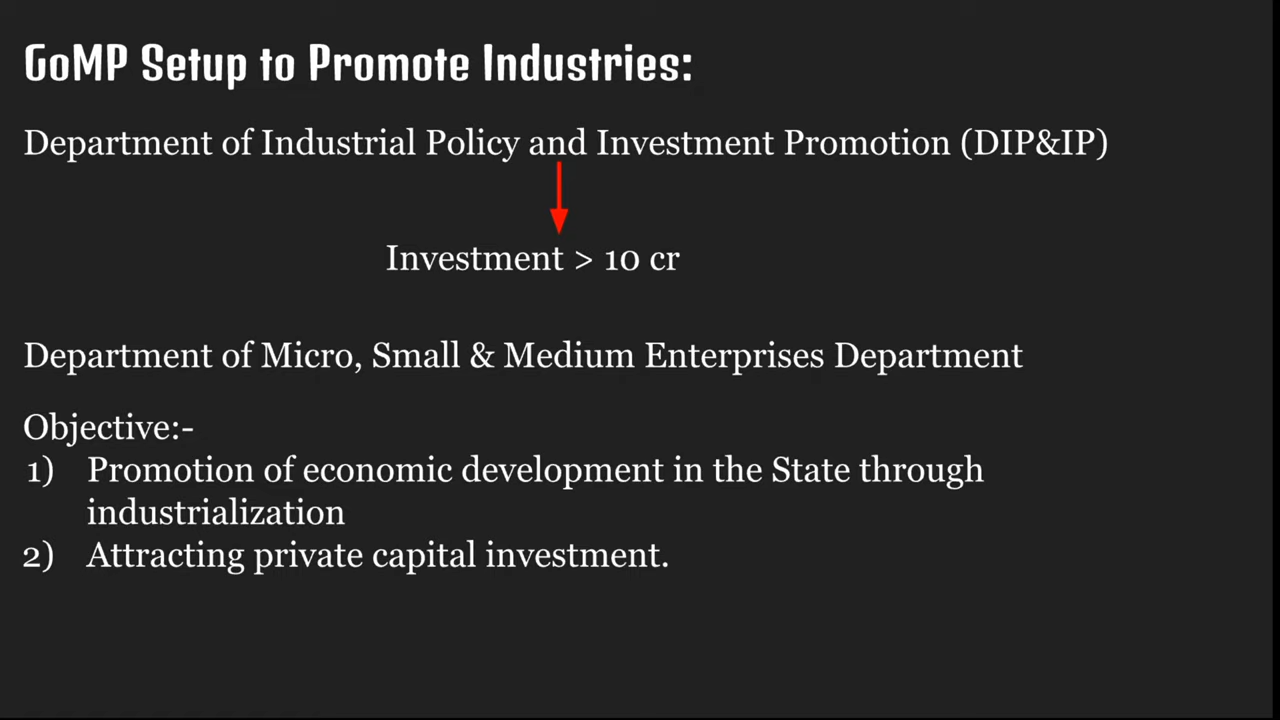 GoMP Setup to Promote Industries:
Department of Industrial Policy and Investment Promotion (DIP&IP)
Investment > 10 cr
Department of Micro, Small & Medium Enterprises Department
Objective:-
1) Promotion of economic development in the State through
industrialization
2) Attracting private capital investment.